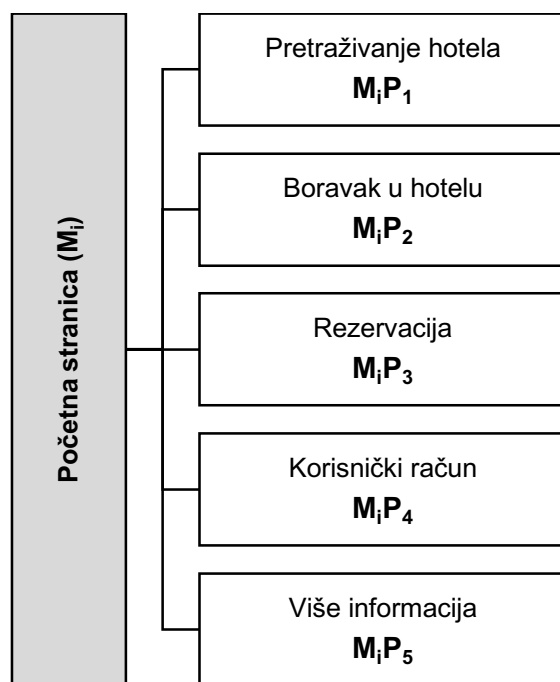 Početna stranica (Mᵢ)
Pretraživanje hotela
MᵢP₁
Boravak u hotelu
MᵢP₂
Rezervacija
MᵢP₃
Korisnički račun
MᵢP₄
Više informacija
MᵢP₅